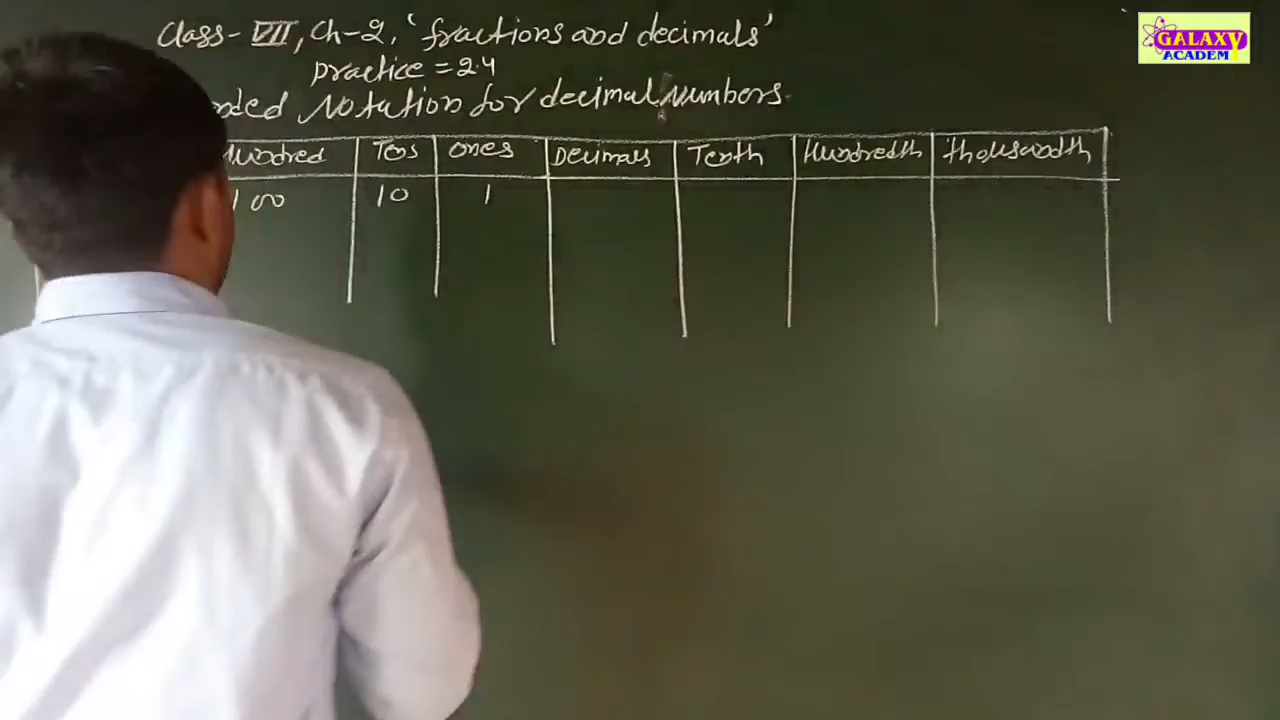 Class - VII, Ch-2, 'fractions and decimals'
GALAXY
ACADEM
practice = 2.4
Notation for decimal Numbers.
Tens ones Decimals Tenth Hundredth thousandth
100 10 1